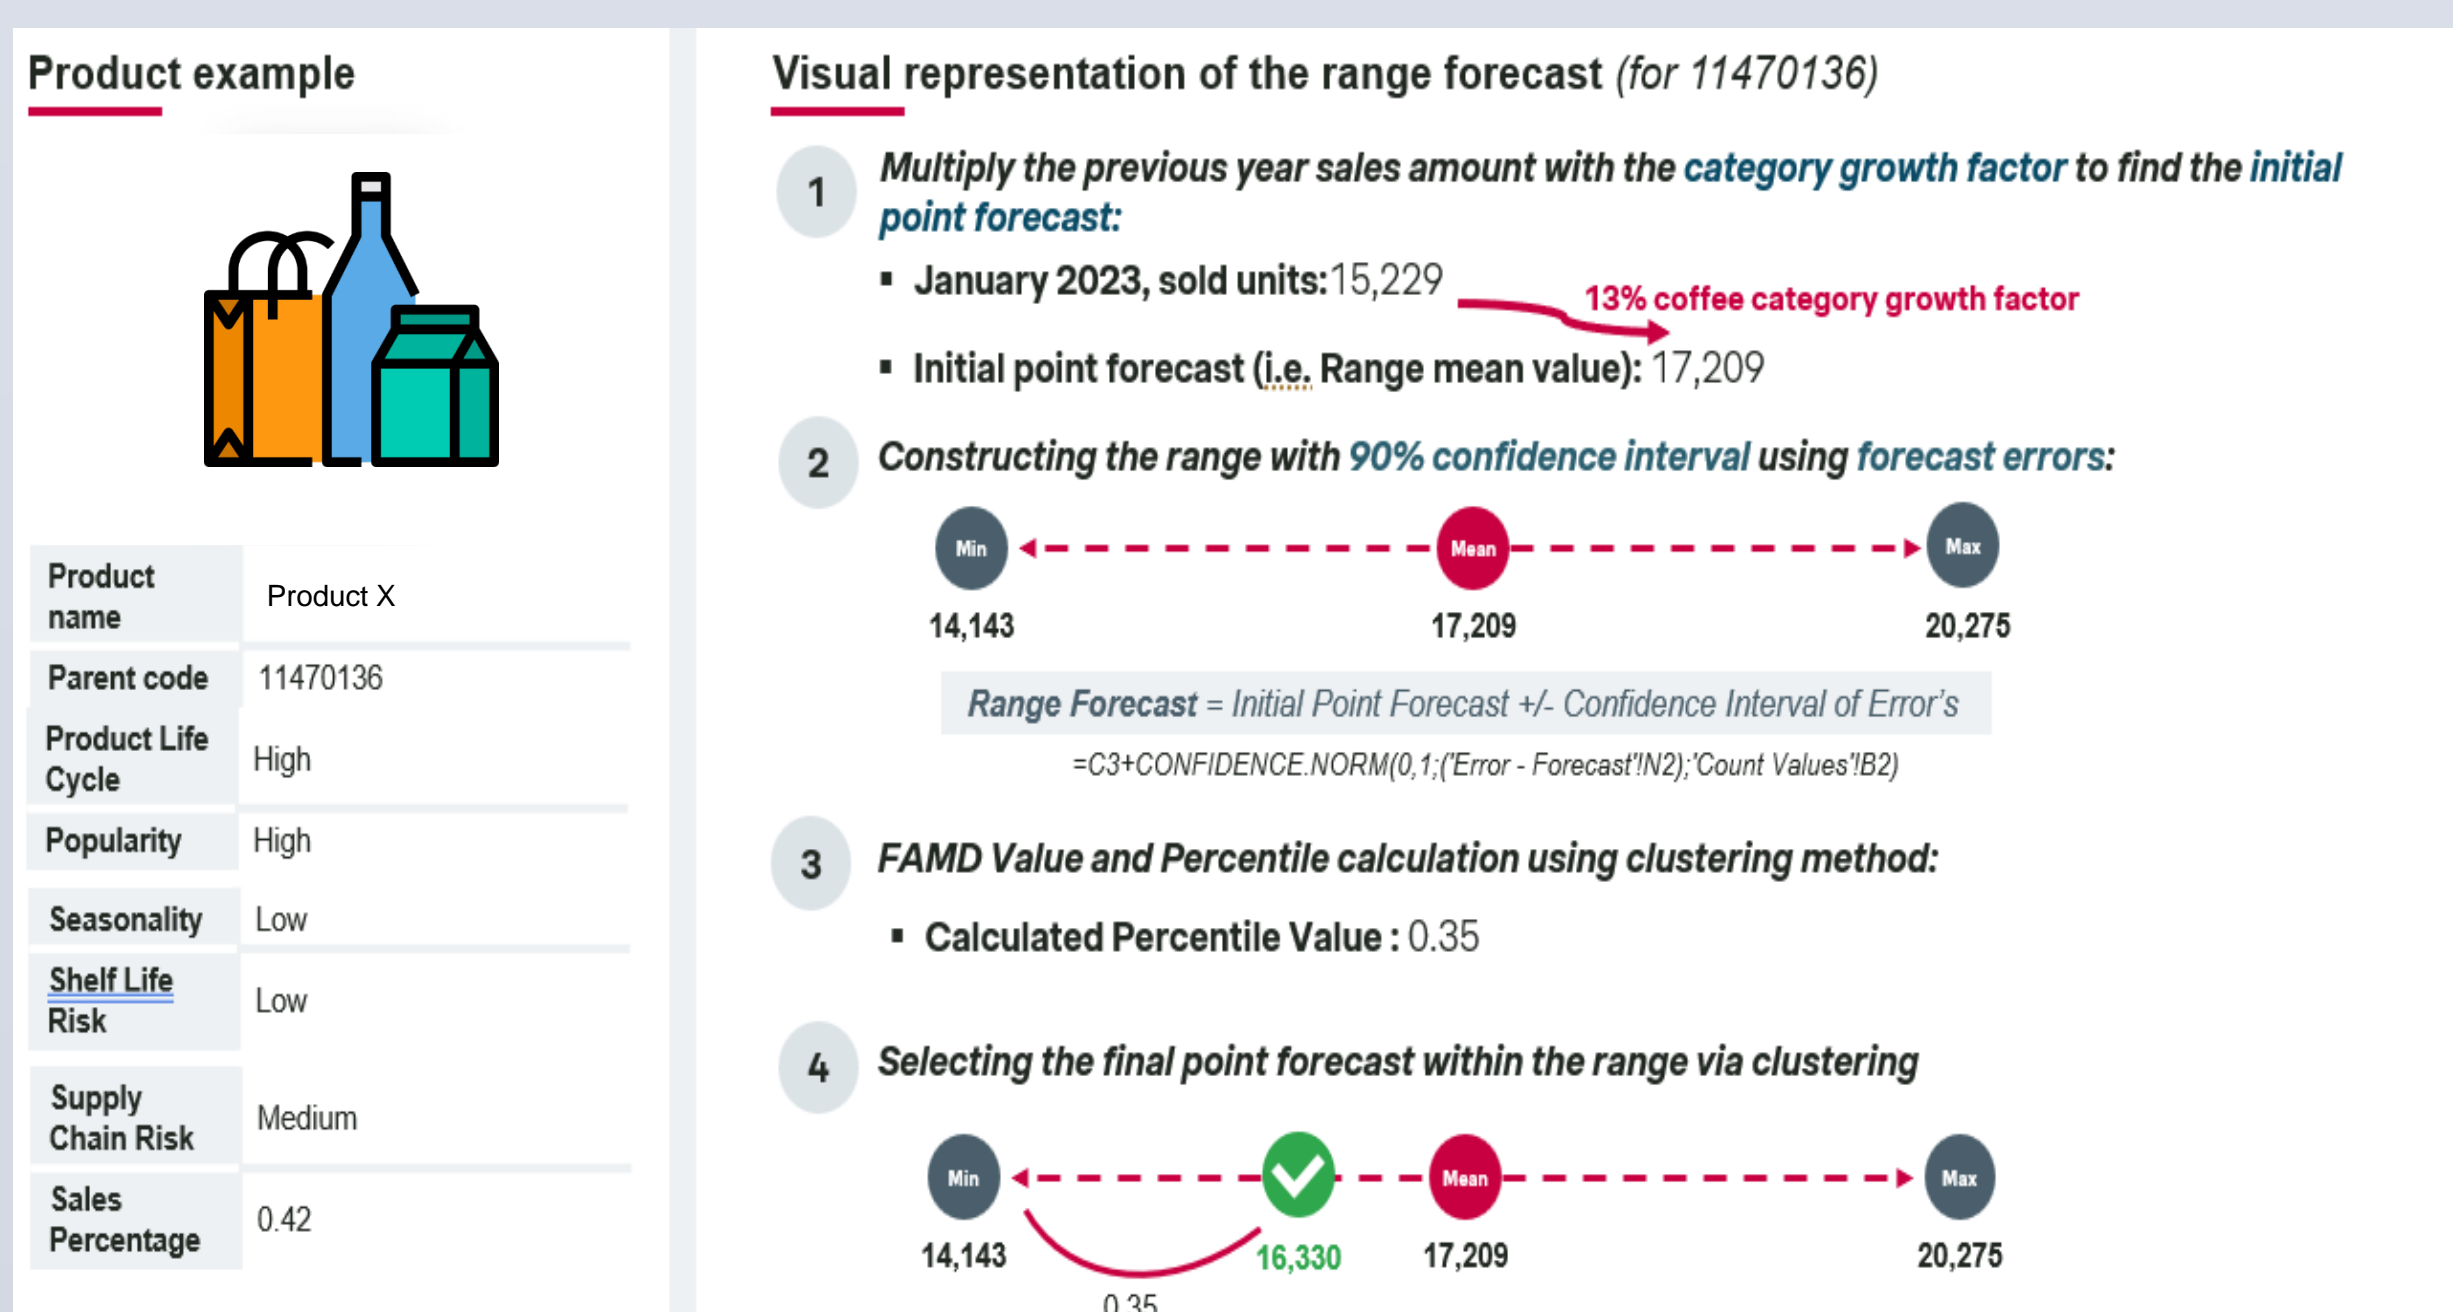 Product example
Product
name
Product X
Parent code
11470136
Product Life
Cycle
High
Popularity
High
Seasonality
Low
Shelf Life
Risk
Low
Supply
Chain Risk
Medium
Sales
Percentage
0.42
Visual representation of the range forecast (for 11470136)
1
Multiply the previous year sales amount with the category growth factor to find the initial
point forecast:
▪ January 2023, sold units:15,229
13% coffee category growth factor
▪ Initial point forecast (i.e. Range mean value): 17,209
2
Constructing the range with 90% confidence interval using forecast errors:
Min
Mean
Max
14,143
17,209
20,275
Range Forecast = Initial Point Forecast +/- Confidence Interval of Error's
=C3+CONFIDENCE.NORM(0,1;('Error - Forecast'!N2);'Count Values'!B2)
3
FAMD Value and Percentile calculation using clustering method:
▪ Calculated Percentile Value : 0.35
4
Selecting the final point forecast within the range via clustering
Min
Mean
Max
14,143
16,330
17,209
20,275
0.35